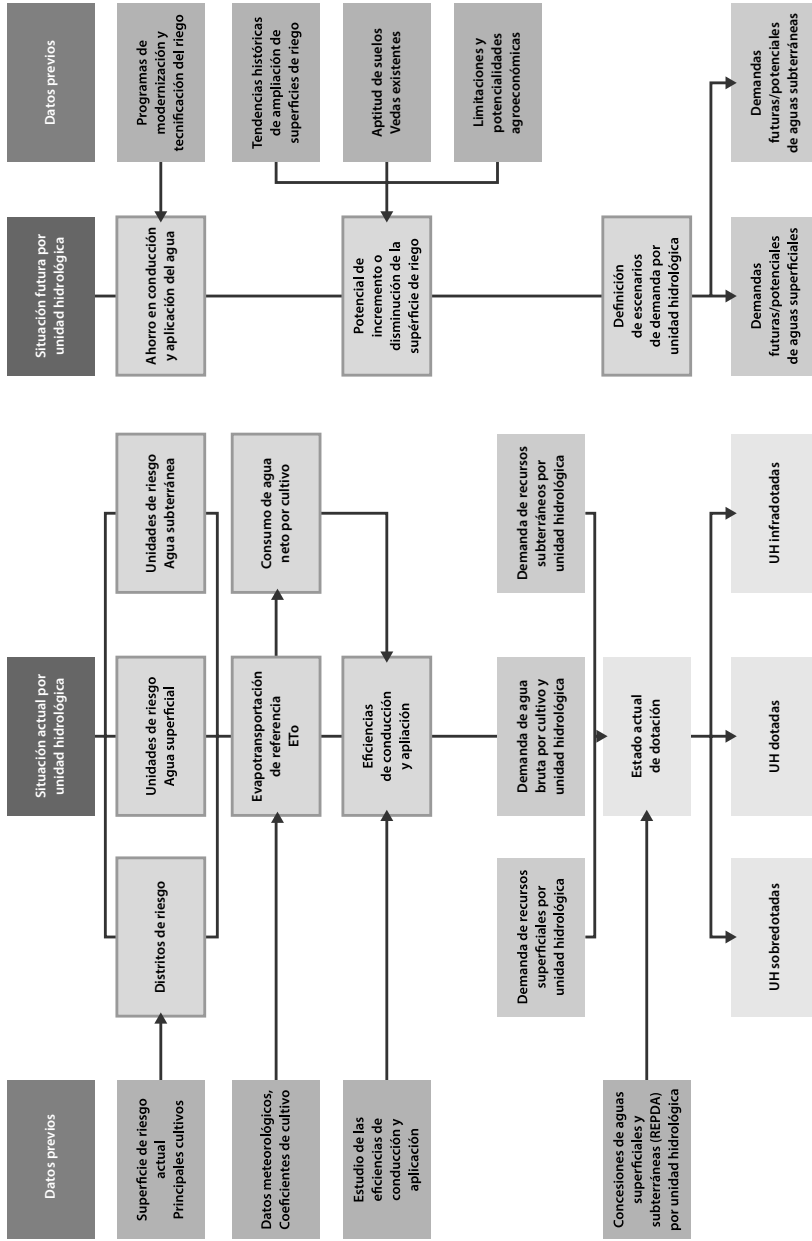 Datos previos
Situación actual por
unidad hidrológica
Situación futura por
unidad hidrológica
Datos previos
Superficie de riesgo
actual
Principales cultivos
Distritos de riesgo
Unidades de riesgo
Agua superficial
Unidades de riesgo
Agua subterránea
Ahorro en conducción
y aplicación del agua
Programas de
modernización y
tecnificación del riego
Datos meteorológicos,
Coeficientes de cultivo
Evapotransportación
de referencia
ETo
Consumo de agua
neto por cultivo
Tendencias históricas
de ampliación de
superficies de riego
Estudio de las
eficiencias de
conducción y
aplicación
Eficiencias
de conducción
y apliación
Potencial de
incremento o
disminución de la
supérficie de riego
Aptitud de suelos
Vedas existentes
Limitaciones y
potencialidades
agroeconómicas
Demanda de recursos
superficiales por
unidad hidrológica
Demanda de agua
bruta por cultivo y
unidad hidrológica
Demanda de recursos
subterráneos por
unidad hidrológica
Concesiones de aguas
superficiales y
subterráneas (REPDA)
por unidad hidrológica
Estado actual
de dotación
Definición
de escenarios
de demanda por
unidad hidrológica
UH sobredotadas
UH dotadas
UH infradotadas
Demandas
futuras/potenciales
de aguas superficiales
Demandas
futuras/potenciales
de aguas subterráneas